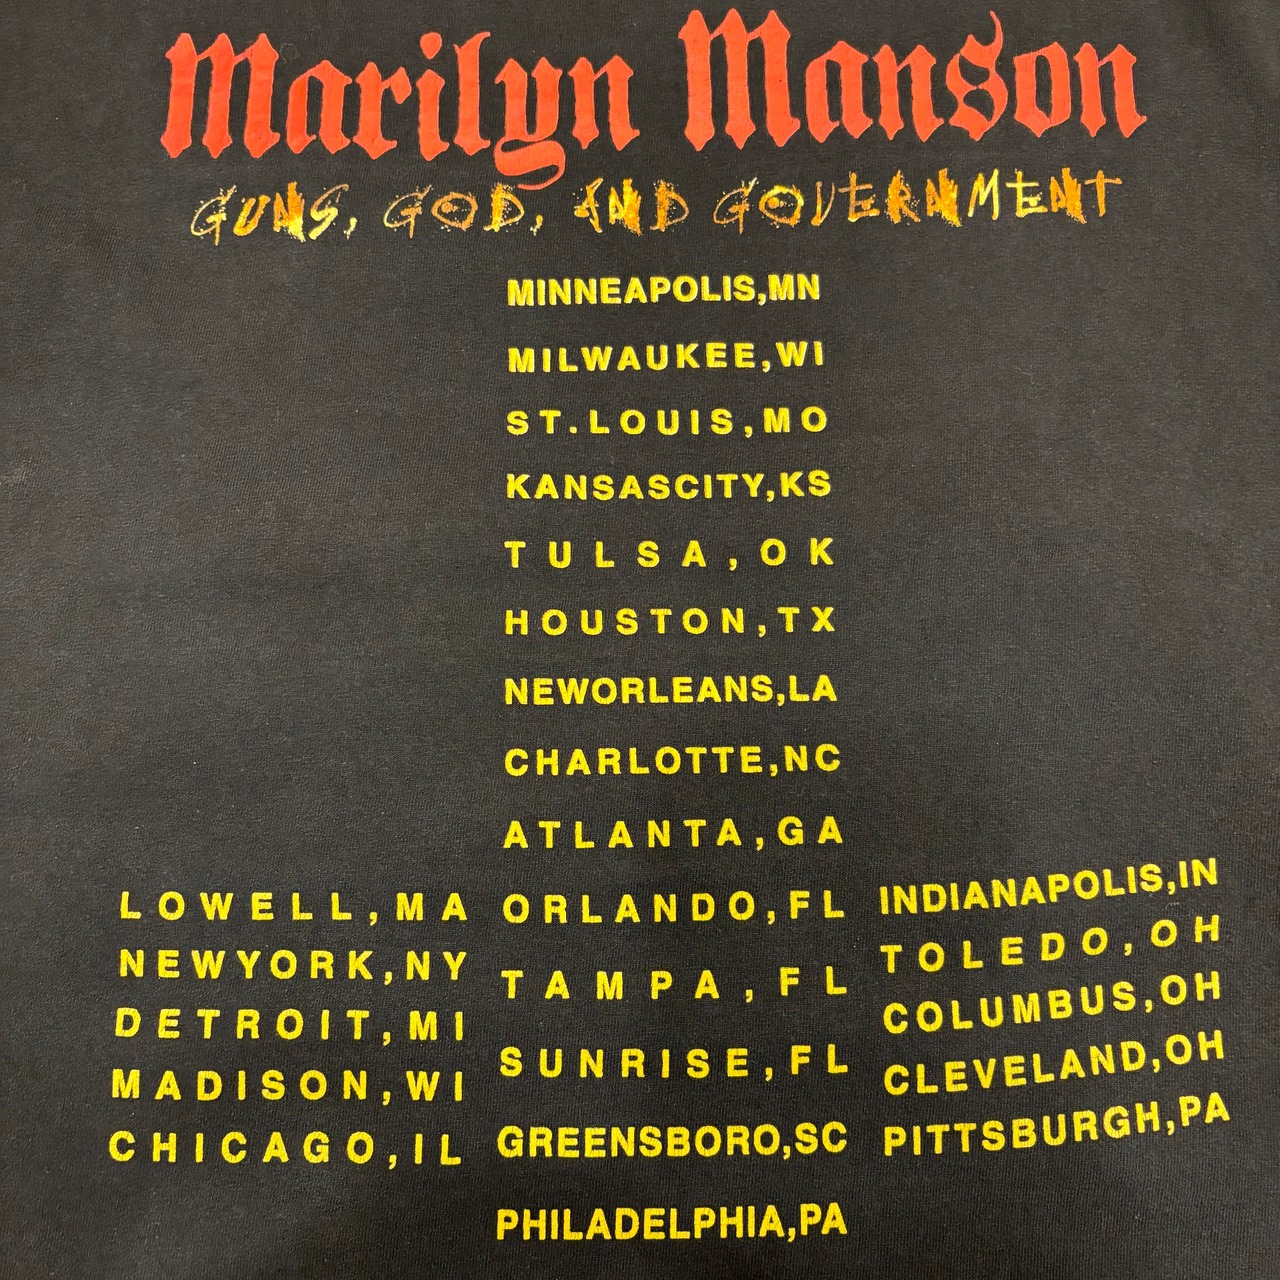 Marilyn Manson
GUNS, GOD, AND GOVERNMENT
LOWELL,MA
NEWYORK,NY
DETROIT,MI
MADISON,WI
CHICAGO,IL
MINNEAPOLIS,MN
MILWAUKEE,WI
ST.LOUIS,MO
KANSASCITY,KS
TULSA,OK
HOUSTON,TX
NEWORLEANS,LA
CHARLOTTE,NC
ATLANTA,GA
ORLANDO,FL
TAMPA,FL
SUNRISE,FL
GREENSBORO,SC
PHILADELPHIA,PA
INDIANAPOLIS,IN
TOLEDO,OH
COLUMBUS,OH
CLEVELAND,OH
PITTSBURGH,PA